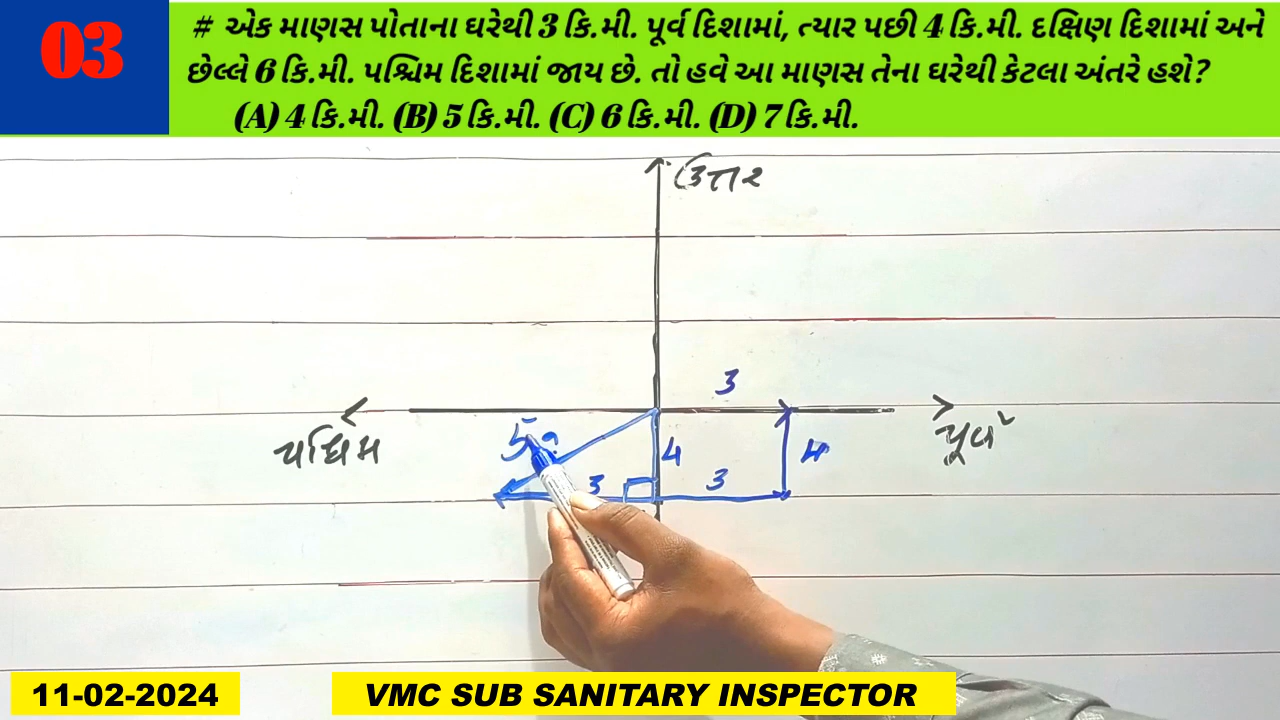 03
# એક માણસ પોતાના ઘરેથી 3 કિ.મી. પૂર્વ દિશામાં, ત્યાર પછી 4 કિ.મી. દક્ષિણ દિશામાં અને
છેલ્લે 6 કિ.મી. પશ્ચિમ દિશામાં જાય છે. તો હવે આ માણસ તેના ઘરેથી કેટલા અંતરે હશે?
(A) 4 કિ.મી. (B) 5 કિ.મી. (C) 6 કિ.મી. (D) 7 કિ.મી.
ઉત્તર
3
પશ્ચિમ
5 ?
4
4
પૂર્વ
3
3
11-02-2024
VMC SUB SANITARY INSPECTOR